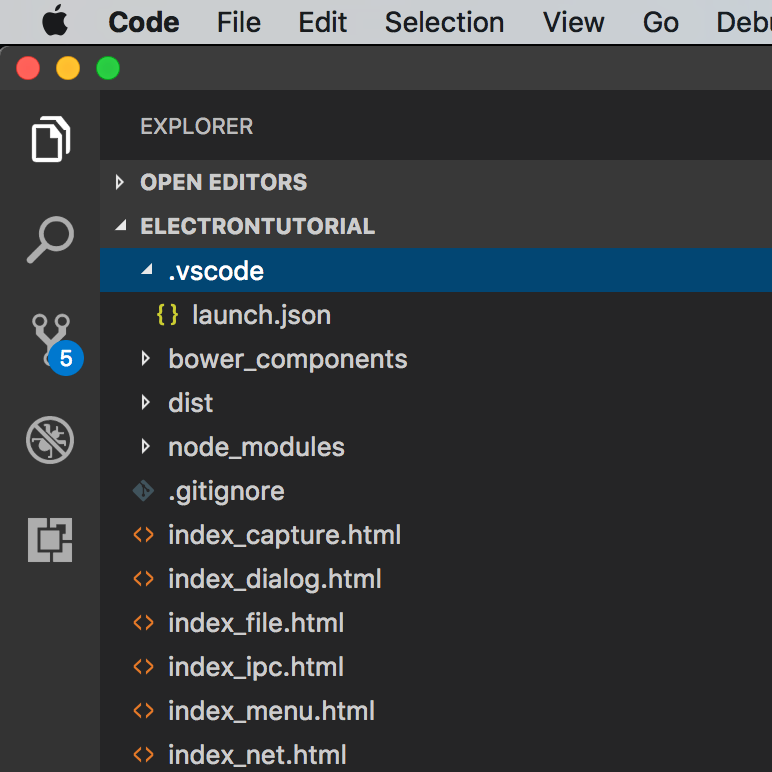 Code File Edit Selection View Go
EXPLORER
OPEN EDITORS
ELECTRONTUTORIAL
.vscode
{} launch.json
bower_components
5
dist
node_modules
.gitignore
<> index_capture.html
<> index_dialog.html
<> index_file.html
<> index_ipc.html
<> index_menu.html
<> index_net.html